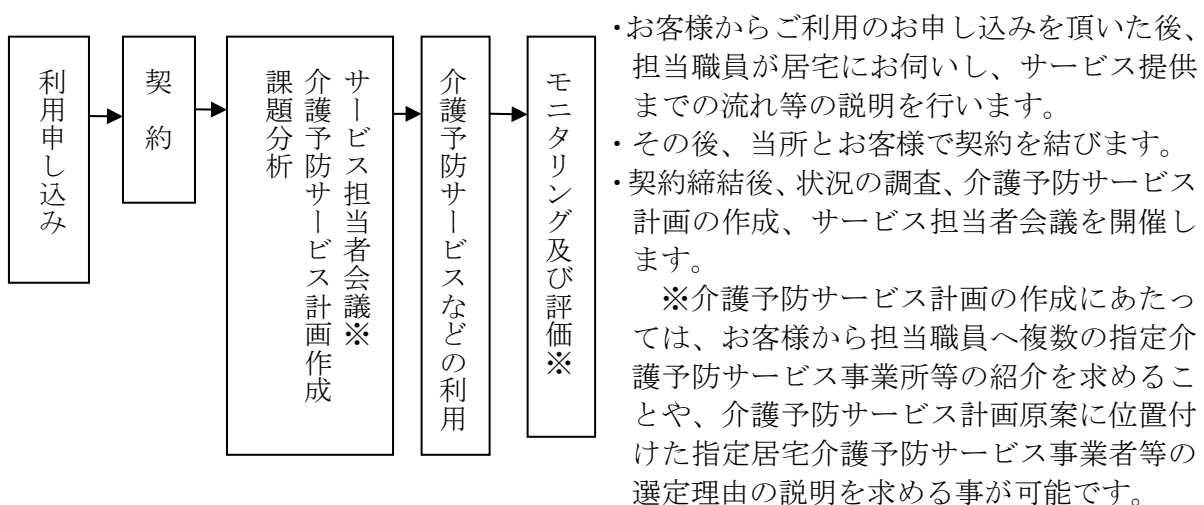 利用申し込み
契約
サービス担当者会議※
介護予防サービス計画作成
課題分析
介護予防サービスなどの利用
モニタリング及び評価※
・お客様からご利用のお申し込みを頂いた後、
担当職員が居宅にお伺いし、サービス提供
までの流れ等の説明を行います。
・その後、当所とお客様で契約を結びます。
・契約締結後、状況の調査、介護予防サービス
計画の作成、サービス担当者会議を開催し
ます。
※介護予防サービス計画の作成にあたっ
ては、お客様から担当職員へ複数の指定介
護予防サービス事業所等の紹介を求めるこ
とや、介護予防サービス計画原案に位置付
けた指定居宅介護予防サービス事業者等の
選定理由の説明を求める事が可能です。